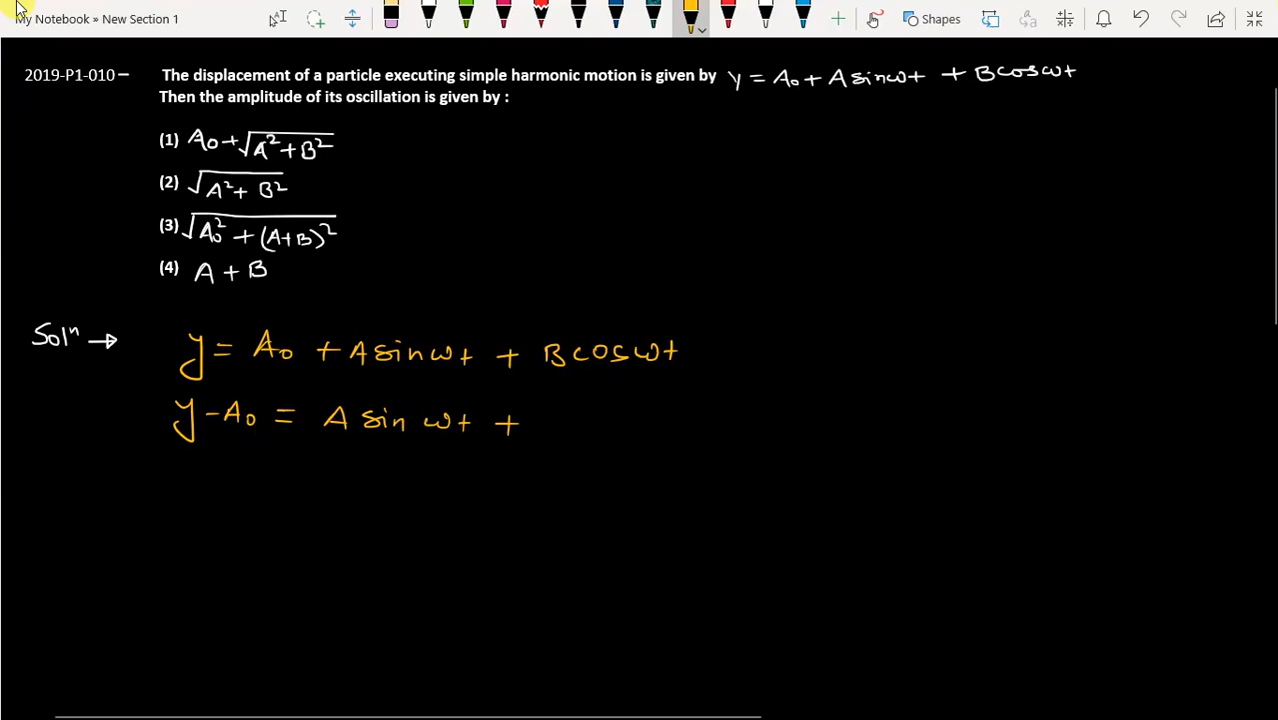 My Notebook » New Section 1
Shapes
2019-P1-010 – The displacement of a particle executing simple harmonic motion is given by y = A₀ + A sinωt + B cosωt
Then the amplitude of its oscillation is given by :
(1) A₀ + √(A² + B²)
(2) √(A² + B²)
(3) √(A₀² + (A+B)²)
(4) A + B
Solⁿ → y = A₀ + A sinωt + B cosωt
y - A₀ = A sin ωt +